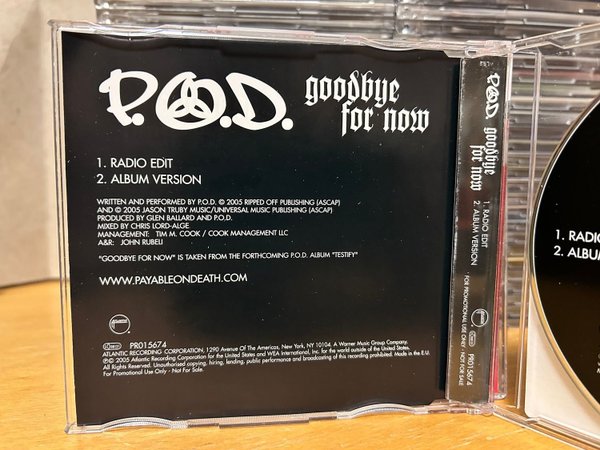 P.O.D.
goodbye
for now
1. RADIO EDIT
2. ALBUM VERSION
WRITTEN AND PERFORMED BY P.O.D. © 2005 RIPPED OFF PUBLISHING (ASCAP)
AND © 2005 JASON TRUBY MUSIC/UNIVERSAL MUSIC PUBLISHING (ASCAP)
PRODUCED BY GLEN BALLARD AND P.O.D.
MIXED BY CHRIS LORD-ALGE
MANAGEMENT: TIM M. COOK / COOK MANAGEMENT LLC
A&R: JOHN RUBELI
"GOODBYE FOR NOW" IS TAKEN FROM THE FORTHCOMING P.O.D. ALBUM "TESTIFY"
WWW.PAYABLEONDEATH.COM
PR015674
ATLANTIC RECORDING CORPORATION, 1290 Avenue Of The Americas, New York, NY 10104. A Warner Music Group Company.
℗© 2005 Atlantic Recording Corporation for the United States and WEA International, Inc. for the world outside of the United States.
All Rights Reserved. Unauthorised copying, hiring, lending, public performance and broadcasting of this recording prohibited. Made in the E.U.
For Promotional Use Only - Not For Sale.
P.O.D.
goodbye
for now
1. RADIO EDIT
2. ALBUM VERSION
FOR PROMOTIONAL USE ONLY - NOT FOR SALE
PR015674
1. RADIO
2. ALBUM